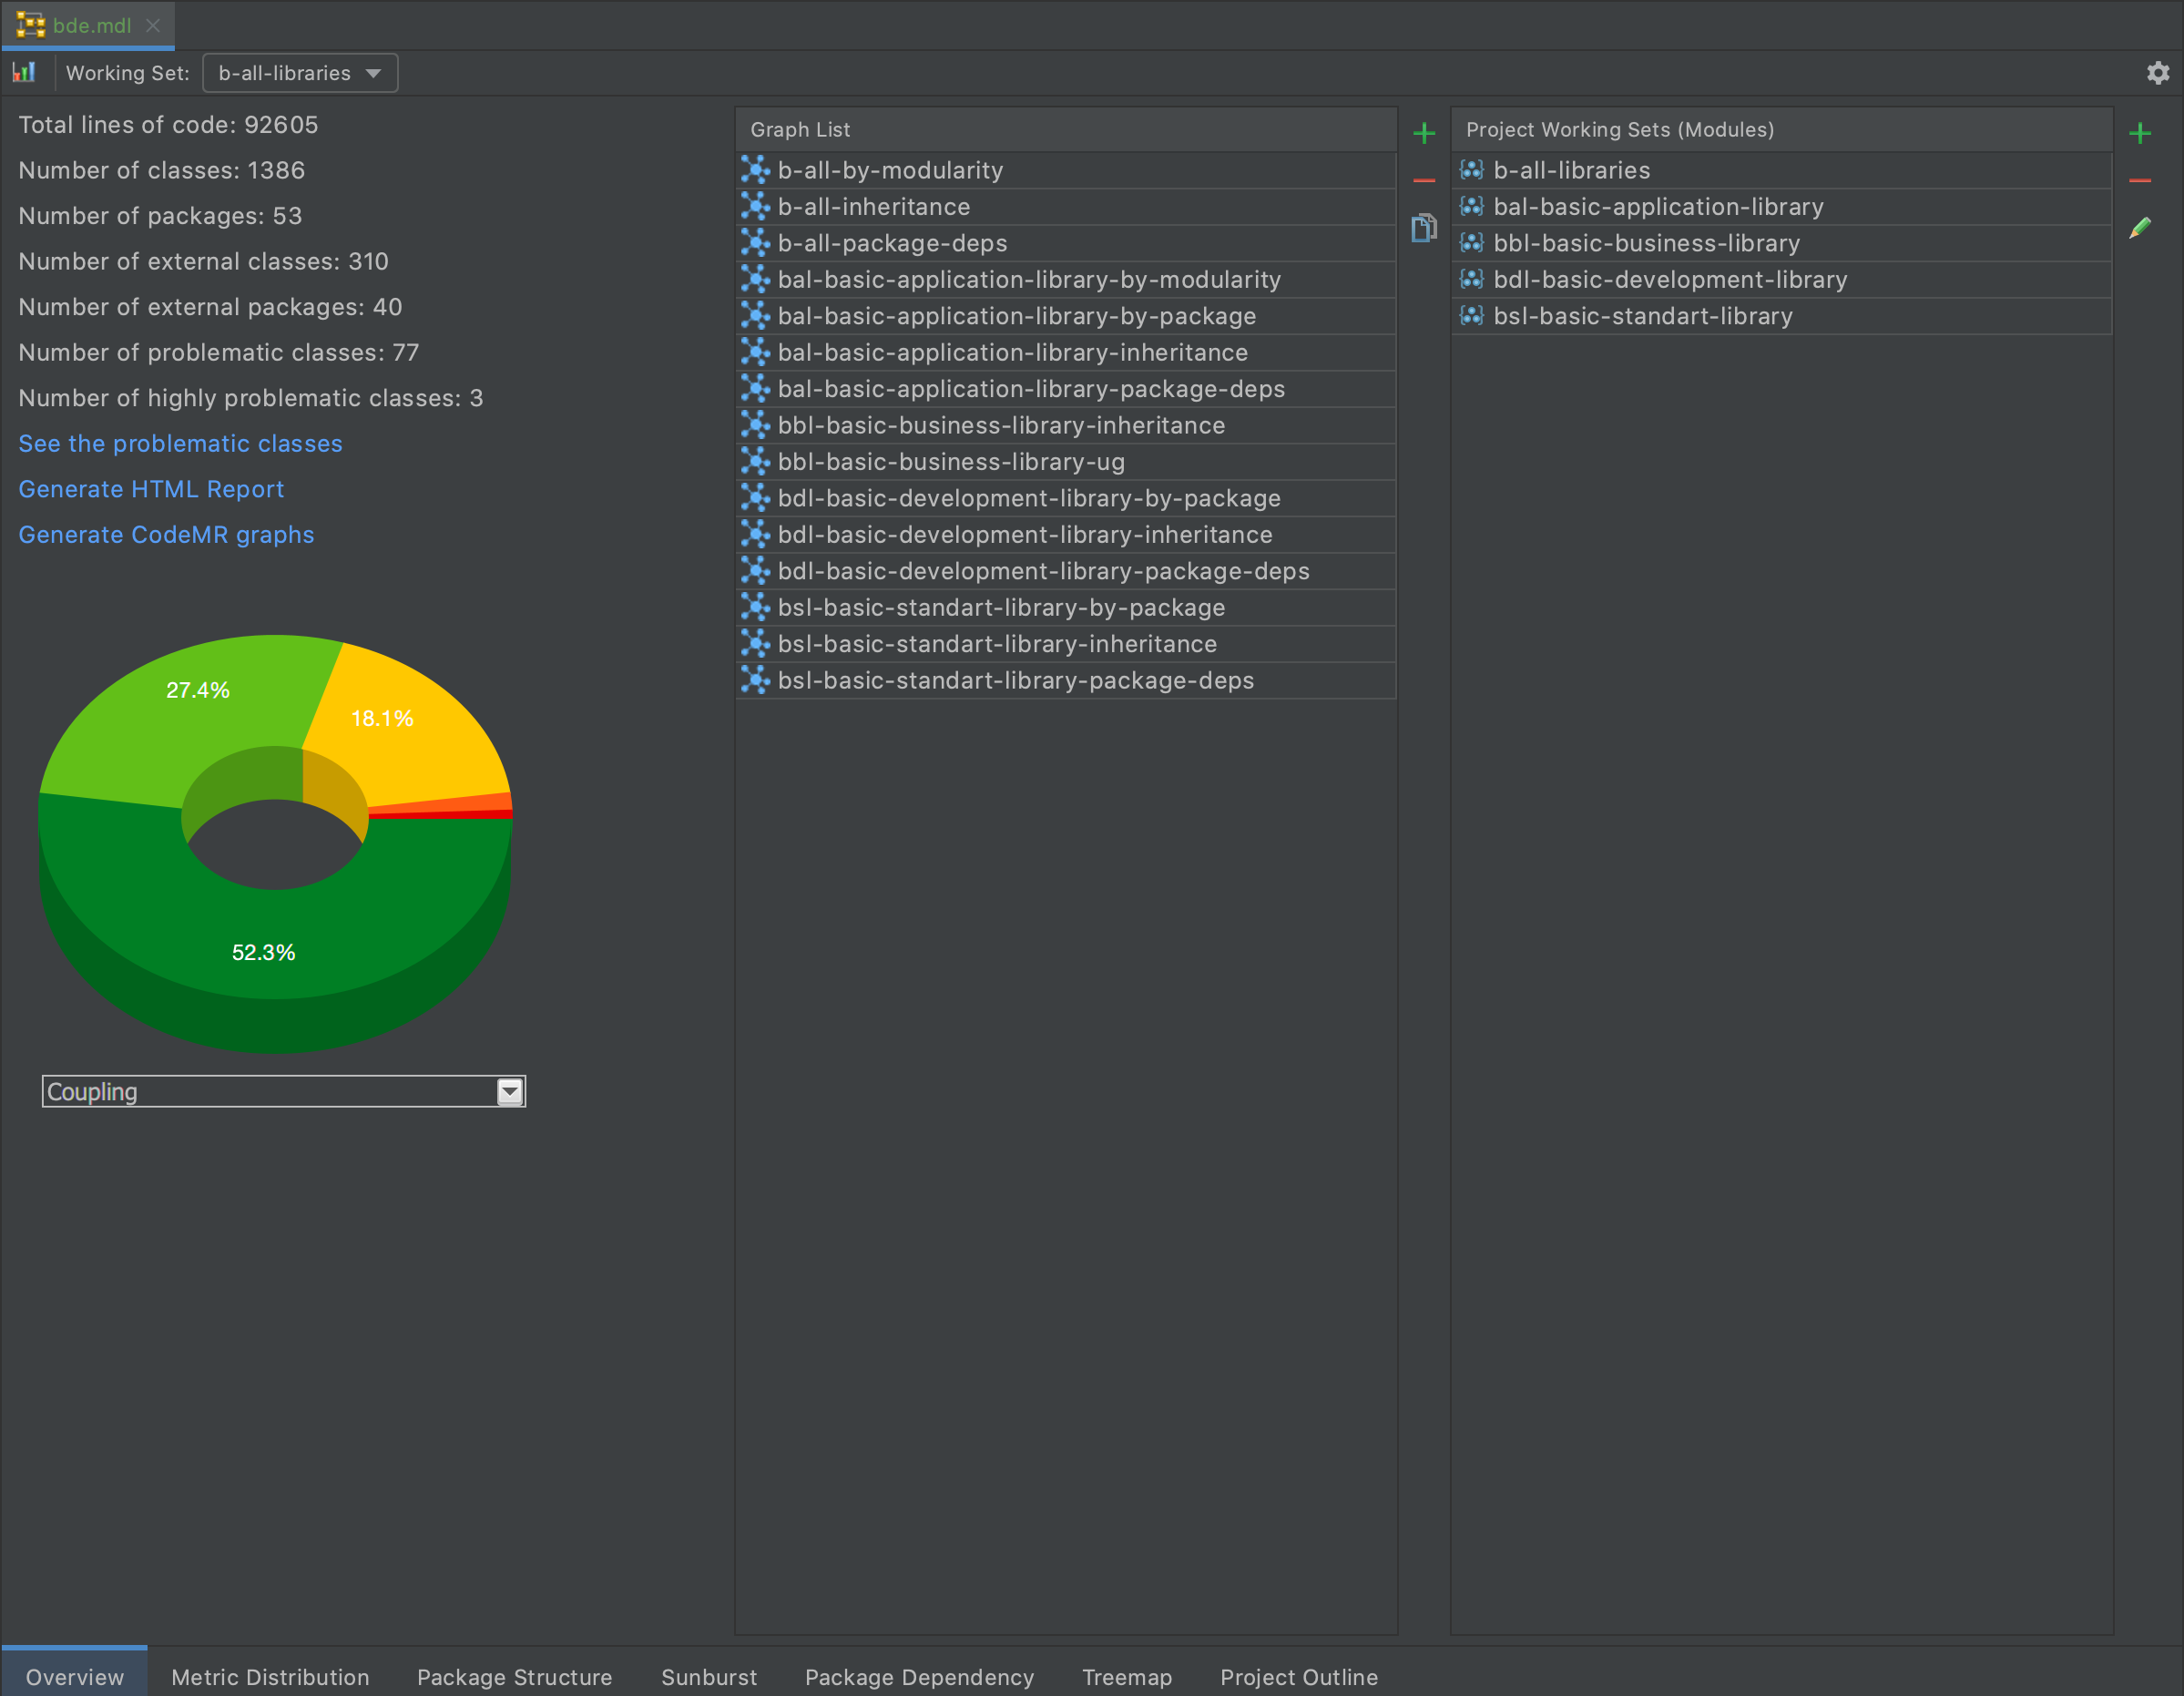 bde.mdl
Working Set: b-all-libraries
Total lines of code: 92605
Number of classes: 1386
Number of packages: 53
Number of external classes: 310
Number of external packages: 40
Number of problematic classes: 77
Number of highly problematic classes: 3
See the problematic classes
Generate HTML Report
Generate CodeMR graphs
27.4%
18.1%
52.3%
Coupling
Graph List
b-all-by-modularity
b-all-inheritance
b-all-package-deps
bal-basic-application-library-by-modularity
bal-basic-application-library-by-package
bal-basic-application-library-inheritance
bal-basic-application-library-package-deps
bbl-basic-business-library-inheritance
bbl-basic-business-library-ug
bdl-basic-development-library-by-package
bdl-basic-development-library-inheritance
bdl-basic-development-library-package-deps
bsl-basic-standart-library-by-package
bsl-basic-standart-library-inheritance
bsl-basic-standart-library-package-deps
Project Working Sets (Modules)
b-all-libraries
bal-basic-application-library
bbl-basic-business-library
bdl-basic-development-library
bsl-basic-standart-library
Overview Metric Distribution Package Structure Sunburst Package Dependency Treemap Project Outline